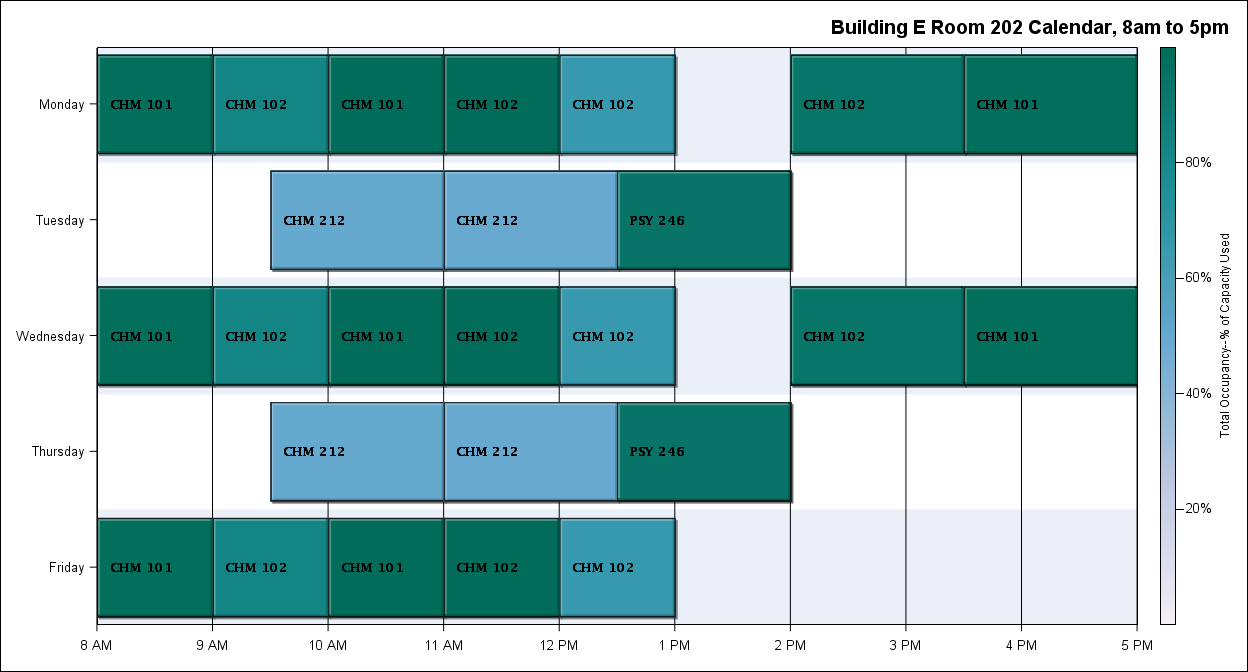 Building E Room 202 Calendar, 8am to 5pm
Monday
CHM 101
CHM 102
CHM 101
CHM 102
CHM 102
CHM 102
CHM 101
Tuesday
CHM 212
CHM 212
PSY 246
Wednesday
CHM 101
CHM 102
CHM 101
CHM 102
CHM 102
CHM 102
CHM 101
Thursday
CHM 212
CHM 212
PSY 246
Friday
CHM 101
CHM 102
CHM 101
CHM 102
CHM 102
8 AM
9 AM
10 AM
11 AM
12 PM
1 PM
2 PM
3 PM
4 PM
5 PM
80%
60%
40%
20%
Total Occupancy--% of Capacity Used